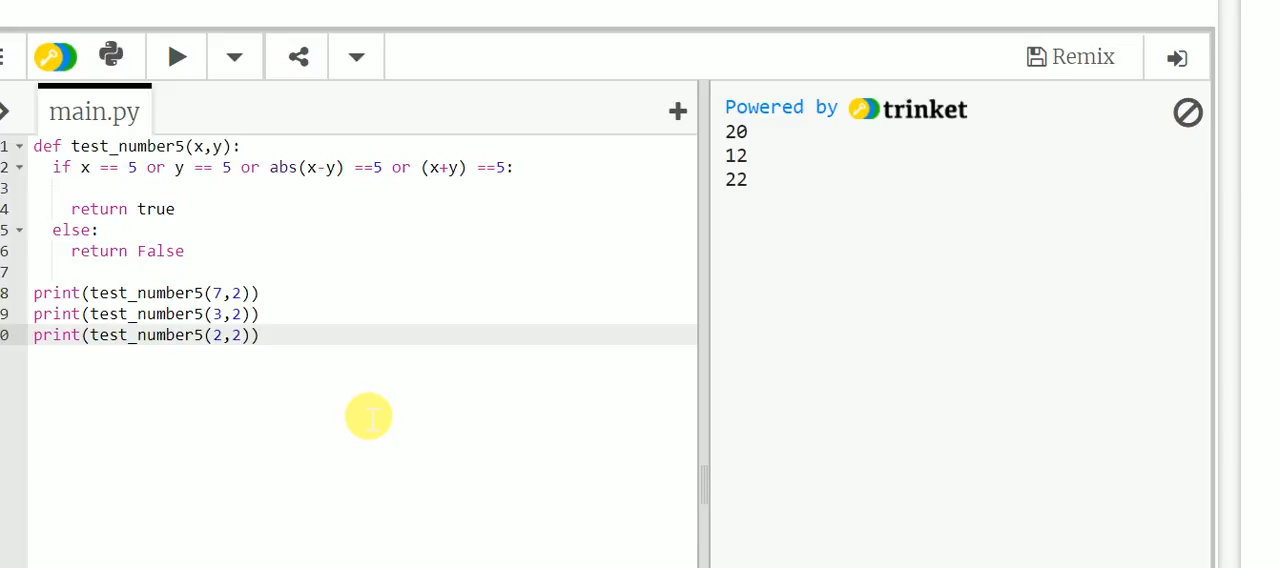 Remix
main.py
+
1 def test_number5(x,y):
2 if x == 5 or y == 5 or abs(x-y) ==5 or (x+y) ==5:
3
4 return true
5 else:
6 return False
7
8 print(test_number5(7,2))
9 print(test_number5(3,2))
0 print(test_number5(2,2))
Powered by trinket
20
12
22